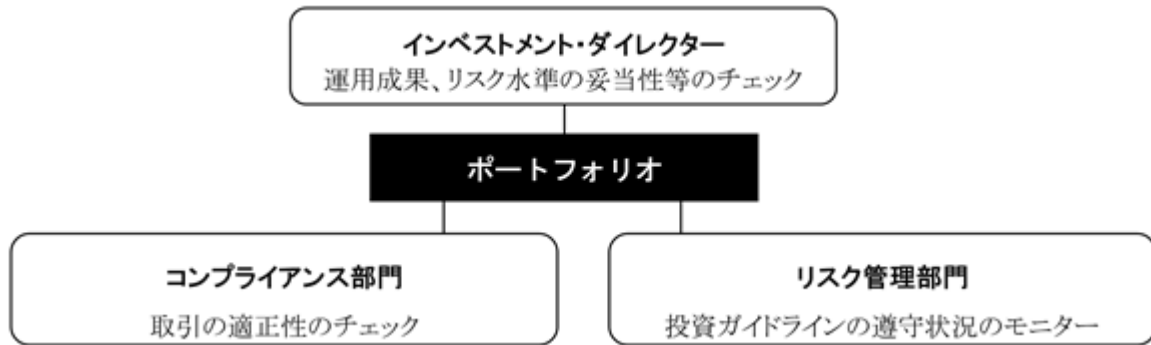 インベストメント・ダイレクター
運用成果、リスク水準の妥当性等のチェック
ポートフォリオ
コンプライアンス部門
取引の適正性のチェック
リスク管理部門
投資ガイドラインの遵守状況のモニター